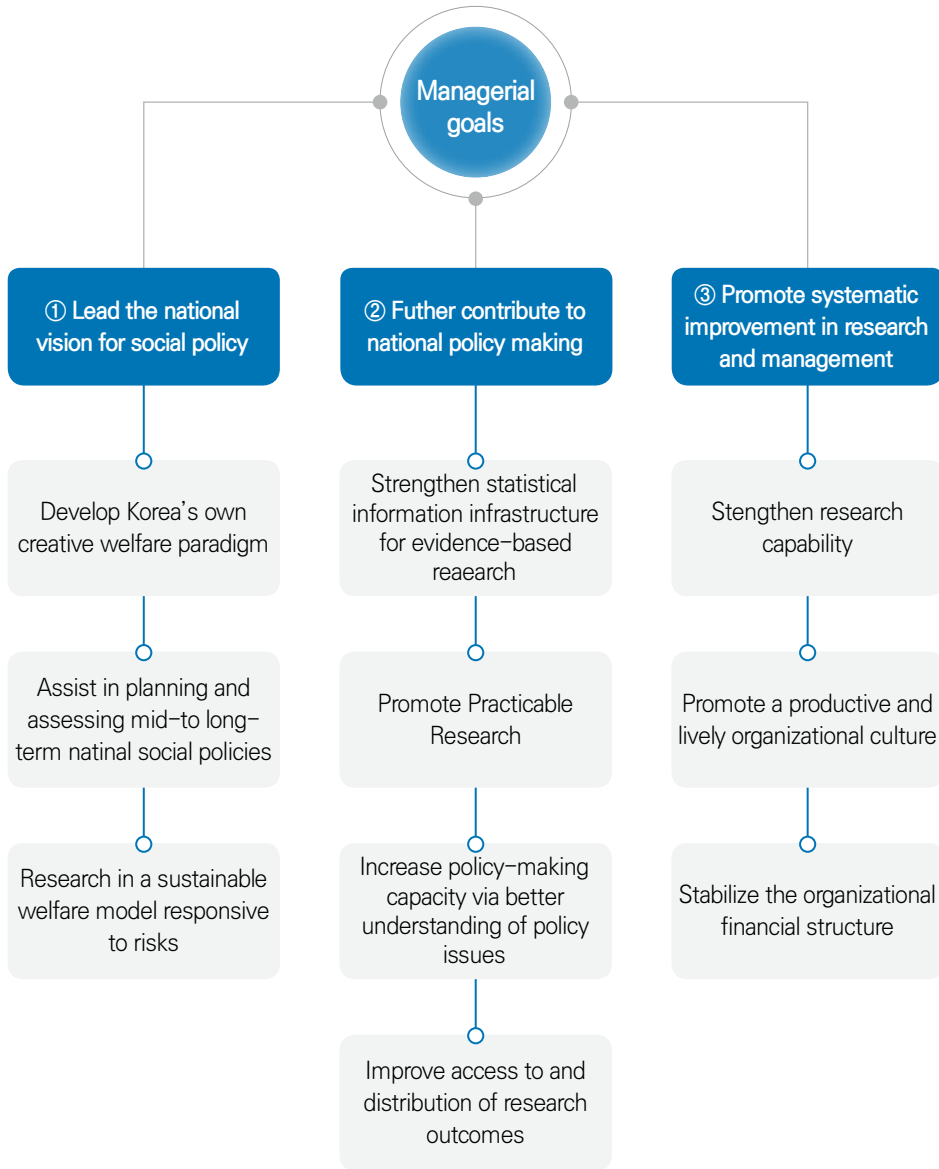 Managerial
goals
① Lead the national
vision for social policy
Develop Korea's own
creative welfare paradigm
Assist in planning and
assessing mid-to long-
term natinal social policies
Research in a sustainable
welfare model responsive
to risks
② Futher contribute to
national policy making
Strengthen statistical
information infrastructure
for evidence-based
reaearch
Promote Practicable
Research
Increase policy-making
capacity via better
understanding of policy
issues
Improve access to and
distribution of research
outcomes
③ Promote systematic
improvement in research
and management
Stengthen research
capability
Promote a productive and
lively organizational culture
Stabilize the organizational
financial structure